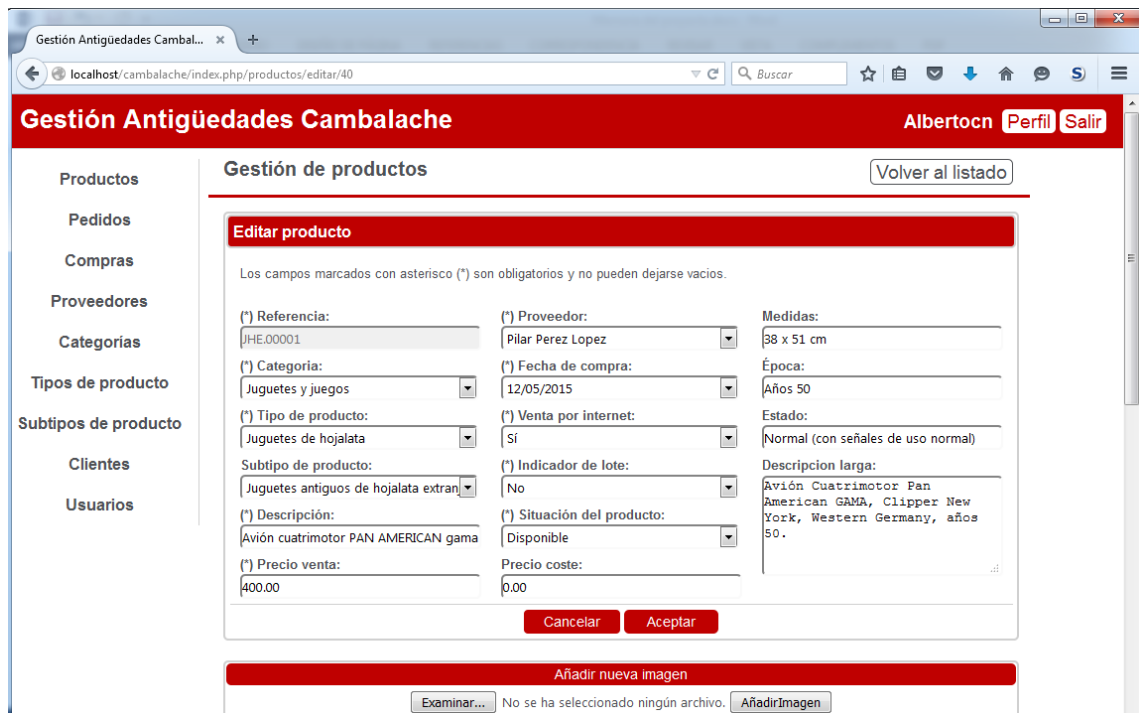 Gestión Antigüedades Cambal...
localhost/cambalache/index.php/productos/editar/40
Buscar
Gestión Antigüedades Cambalache
Albertocn Perfil Salir
Productos
Pedidos
Compras
Proveedores
Categorías
Tipos de producto
Subtipos de producto
Clientes
Usuarios
Gestión de productos
Volver al listado
Editar producto
Los campos marcados con asterisco (*) son obligatorios y no pueden dejarse vacios.
(*) Referencia:
JHE.00001
(*) Categoria:
Juguetes y juegos
(*) Tipo de producto:
Juguetes de hojalata
Subtipo de producto:
Juguetes antiguos de hojalata extran
(*) Descripción:
Avión cuatrimotor PAN AMERICAN gama
(*) Precio venta:
400.00
(*) Proveedor:
Pilar Perez Lopez
(*) Fecha de compra:
12/05/2015
(*) Venta por internet:
Sí
(*) Indicador de lote:
No
(*) Situación del producto:
Disponible
Precio coste:
0.00
Medidas:
38 x 51 cm
Época:
Años 50
Estado:
Normal (con señales de uso normal)
Descripcion larga:
Avión Cuatrimotor Pan
American GAMA, Clipper New
York, Western Germany, años
50.
Cancelar Aceptar
Añadir nueva imagen
Examinar... No se ha seleccionado ningún archivo. AñadirImagen